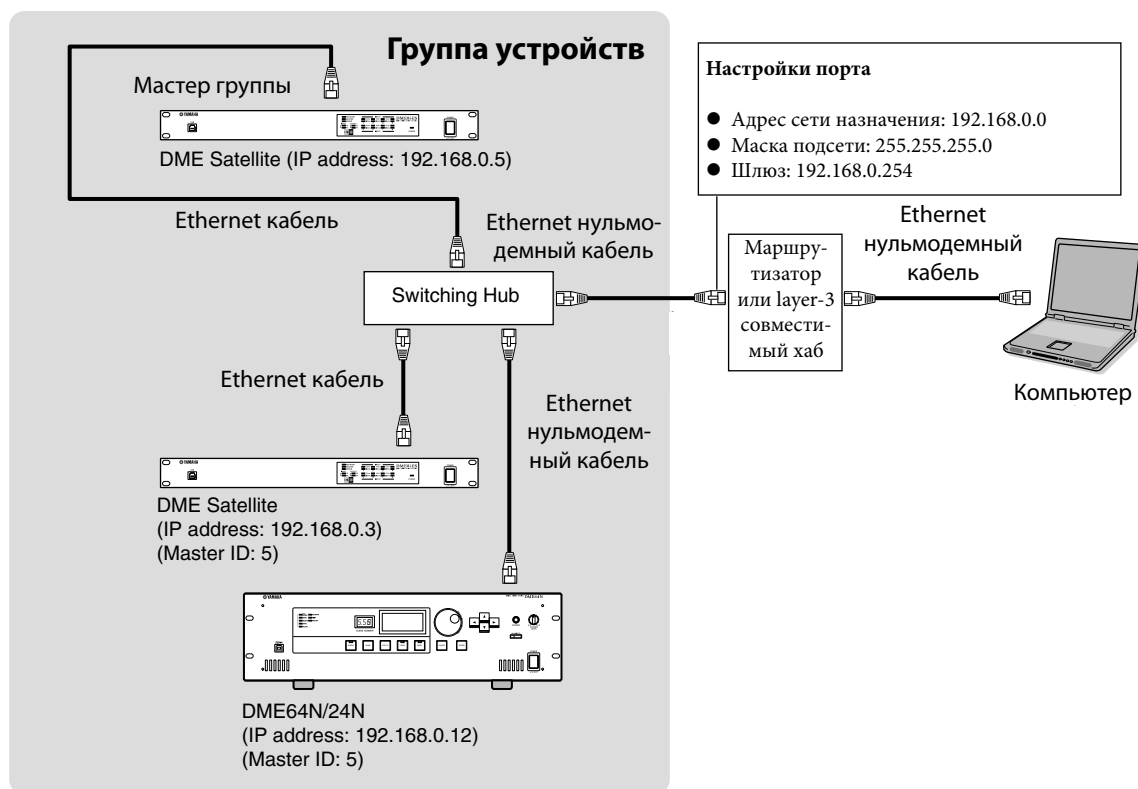 Группа устройств
Мастер группы
YAMAHA
DME Satellite (IP address: 192.168.0.5)
Настройки порта
● Адрес сети назначения: 192.168.0.0
● Маска подсети: 255.255.255.0
● Шлюз: 192.168.0.254
Ethernet кабель
Ethernet нульмо-
демный кабель
Switching Hub
Маршру-
тизатор
или layer-3
совмести-
мый хаб
Ethernet
нульмодемный
кабель
Компьютер
Ethernet кабель
Ethernet
нульмодем-
ный кабель
YAMAHA
DME Satellite
(IP address: 192.168.0.3)
(Master ID: 5)
YAMAHA
DME64N
DME64N/24N
(IP address: 192.168.0.12)
(Master ID: 5)